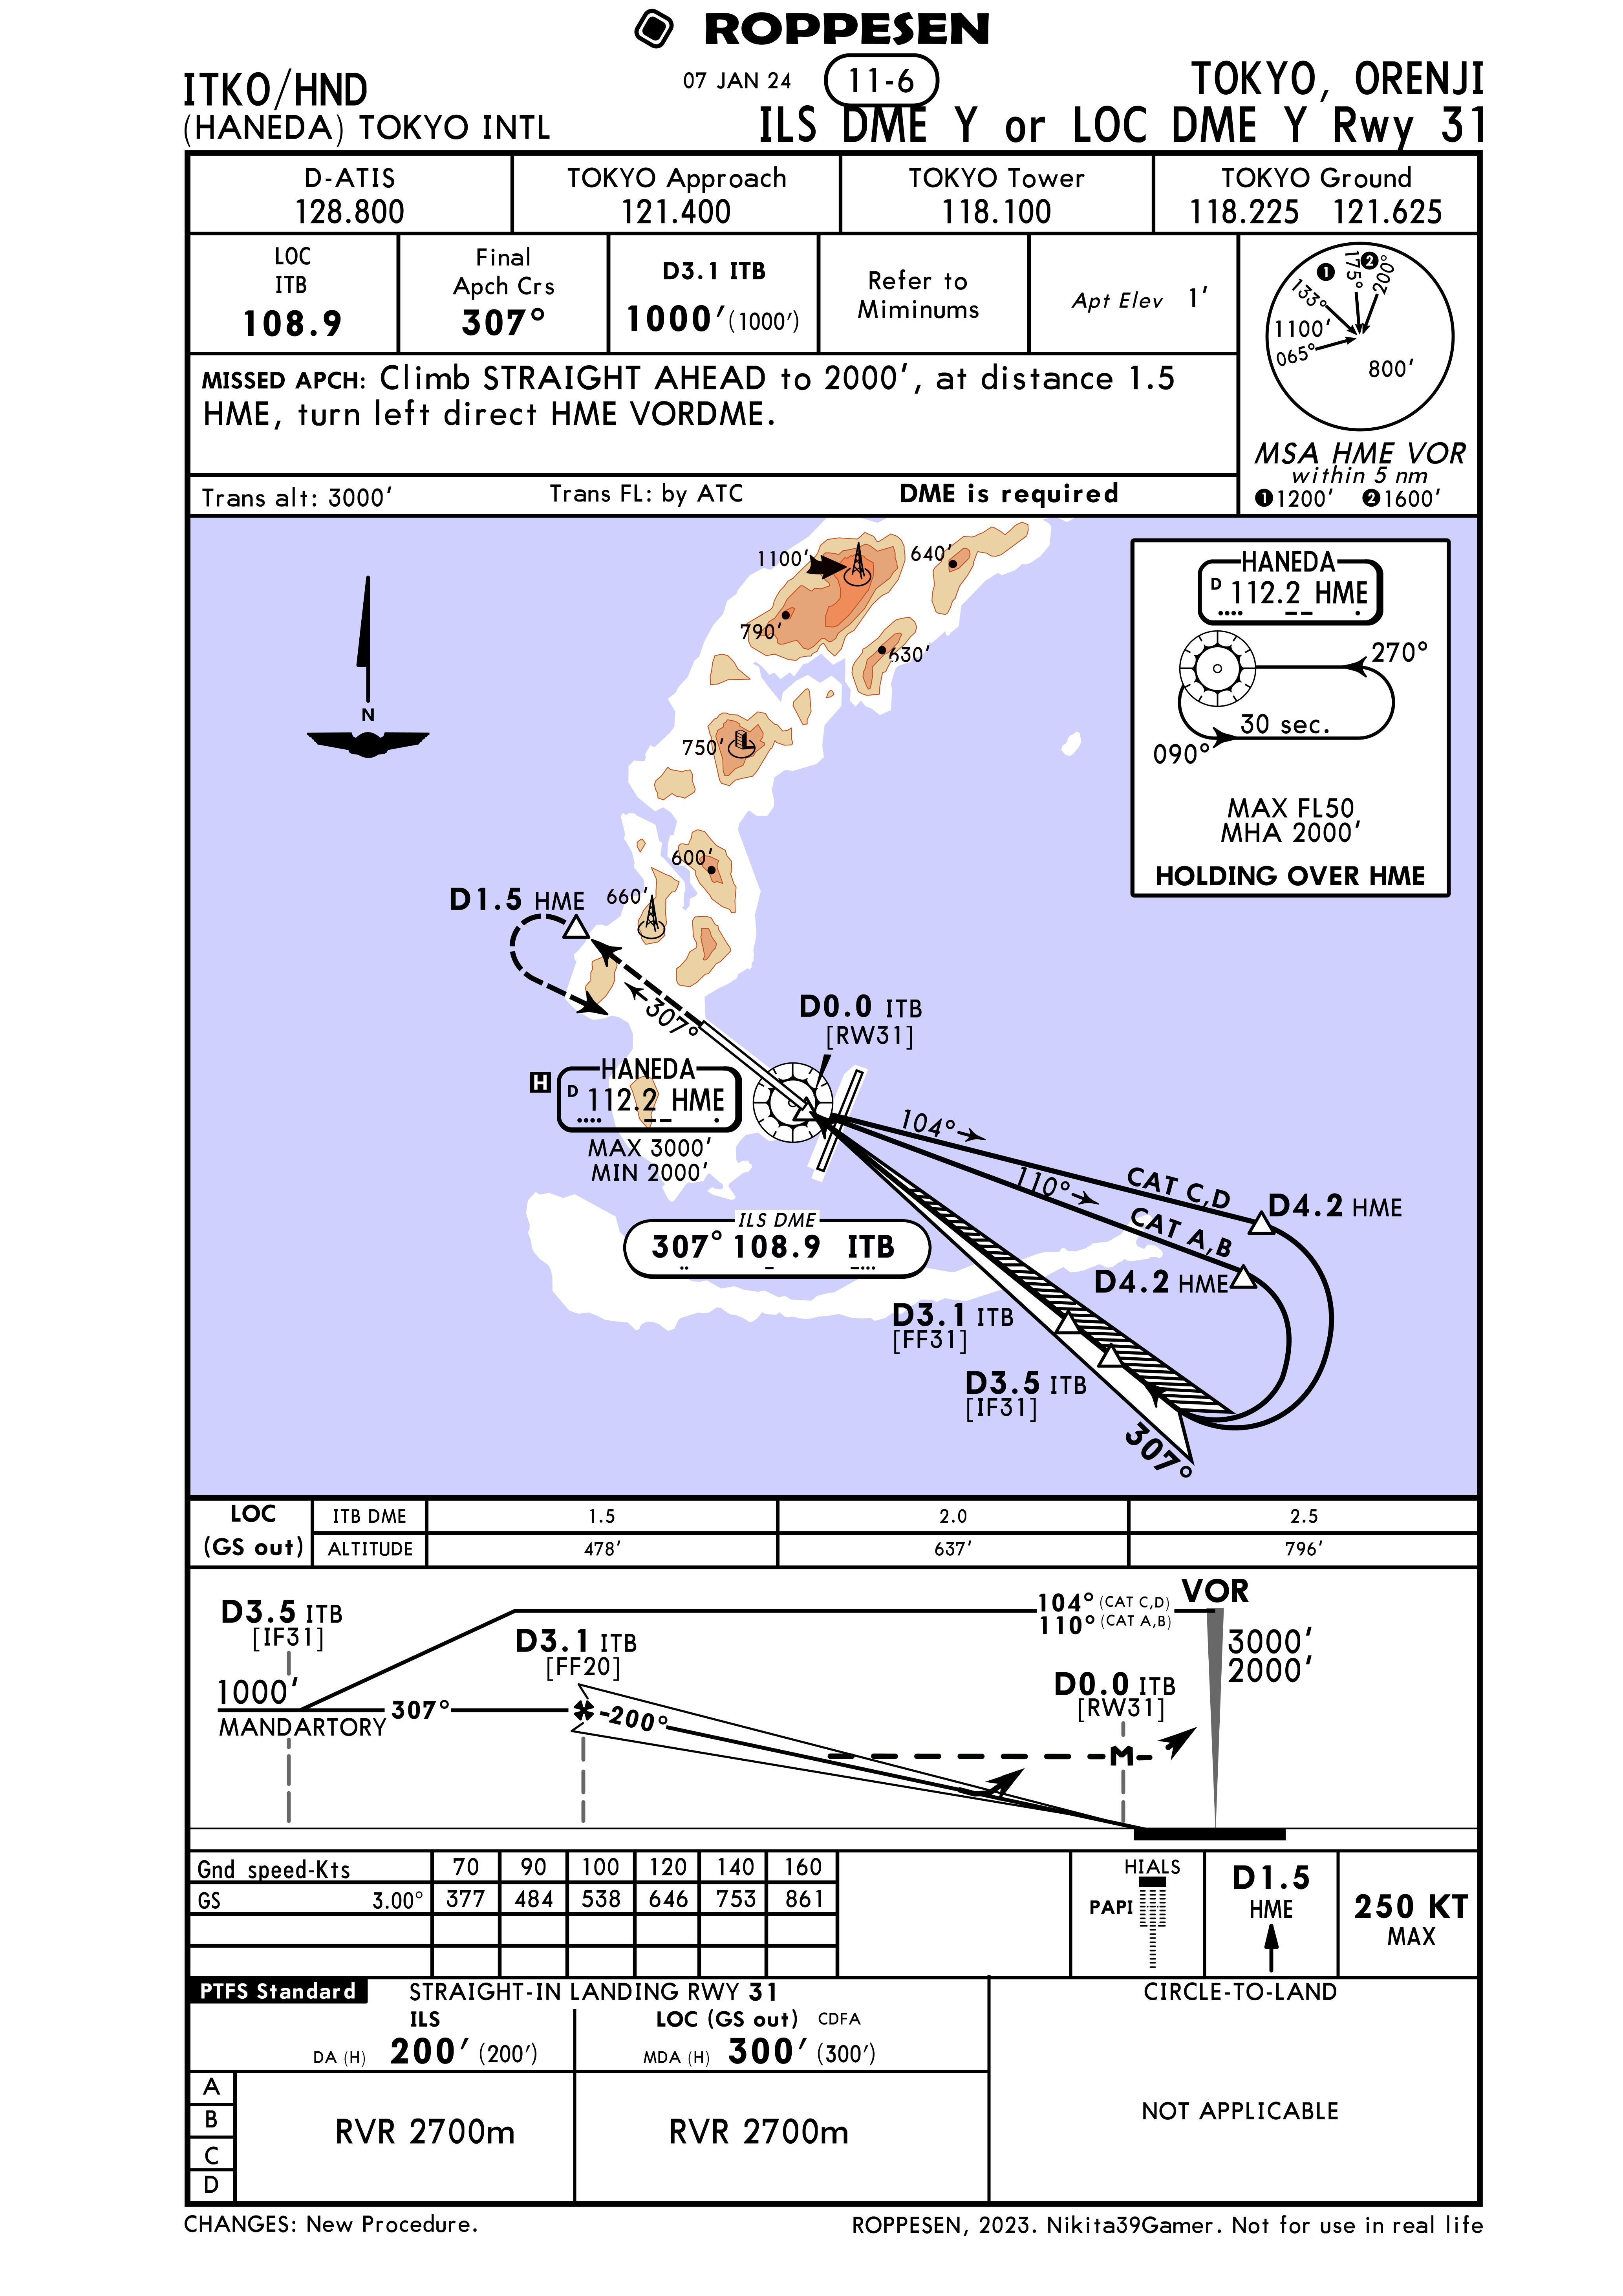 ROPPESEN
ITKO/HND
07 JAN 24
11-6
TOKYO, ORENJI
(HANEDA) TOKYO INTL
ILS DME Y or LOC DME Y Rwy 31
D-ATIS
128.800
TOKYO Approach
121.400
TOKYO Tower
118.100
TOKYO Ground
118.225 121.625
LOC
ITB
108.9
Final
Apch Crs
307°
D3.1 ITB
1000' (1000')
Refer to
Miminums
Apt Elev 1'
MISSED APCH: Climb STRAIGHT AHEAD to 2000', at distance 1.5
HME, turn left direct HME VORDME.
Trans alt: 3000' Trans FL: by ATC DME is required
1
2
133°
175°
200°
1100'
065°
800'
MSA HME VOR
within 5 nm
1 1200' 2 1600'
1100'
640'
790'
630'
750'
600'
660'
N
HANEDA
D 112.2 HME
270°
30 sec.
090°
MAX FL50
MHA 2000'
HOLDING OVER HME
D1.5 HME
307°
D0.0 ITB
[RW31]
H
HANEDA
D 112.2 HME
MAX 3000'
MIN 2000'
104°
CAT C,D
D4.2 HME
110°
CAT A,B
D4.2 HME
ILS DME
307° 108.9 ITB
D3.1 ITB
[FF31]
D3.5 ITB
[IF31]
307°
LOC
(GS out)
ITB DME 1.5 2.0 2.5
ALTITUDE 478' 637' 796'
D3.5 ITB
[IF31]
1000'
MANDARTORY
307°
D3.1 ITB
[FF20]
200°
104° (CAT C,D)
110° (CAT A,B)
VOR
3000'
2000'
D0.0 ITB
[RW31]
M
Gnd speed-Kts 70 90 100 120 140 160
GS 3.00° 377 484 538 646 753 861
HIALS
PAPI
D1.5
HME
250 KT
MAX
PTFS Standard
STRAIGHT-IN LANDING RWY 31
CIRCLE-TO-LAND
ILS
DA (H) 200' (200')
LOC (GS out) CDFA
MDA (H) 300' (300')
A
B
C
D
RVR 2700m
RVR 2700m
NOT APPLICABLE
CHANGES: New Procedure.
ROPPESEN, 2023. Nikita39Gamer. Not for use in real life